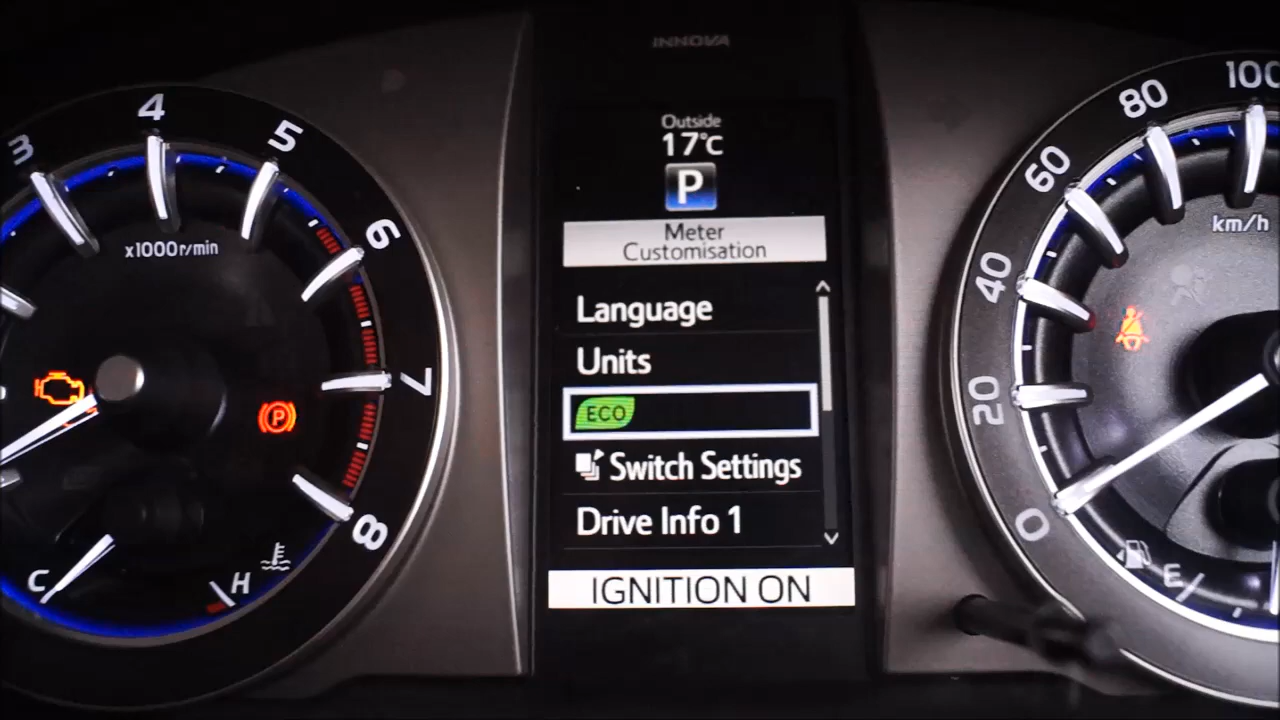 INNOVA
Outside
17°C
P
Meter
Customisation
Language
Units
ECO
Switch Settings
Drive Info 1
IGNITION ON
3
4
5
6
7
8
x1000r/min
P
C
H
0
20
40
60
80
100
km/h
E